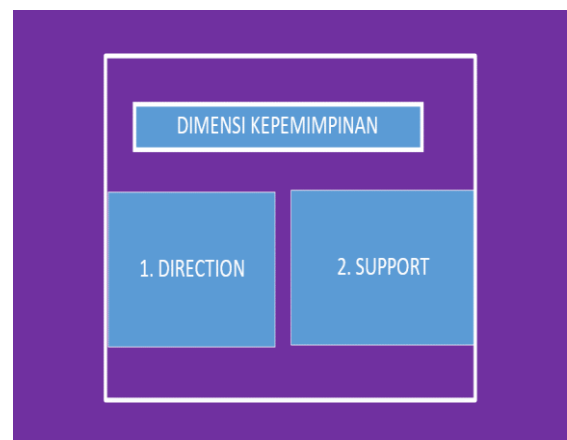 DIMENSI KEPEMIMPINAN
1. DIRECTION
2. SUPPORT